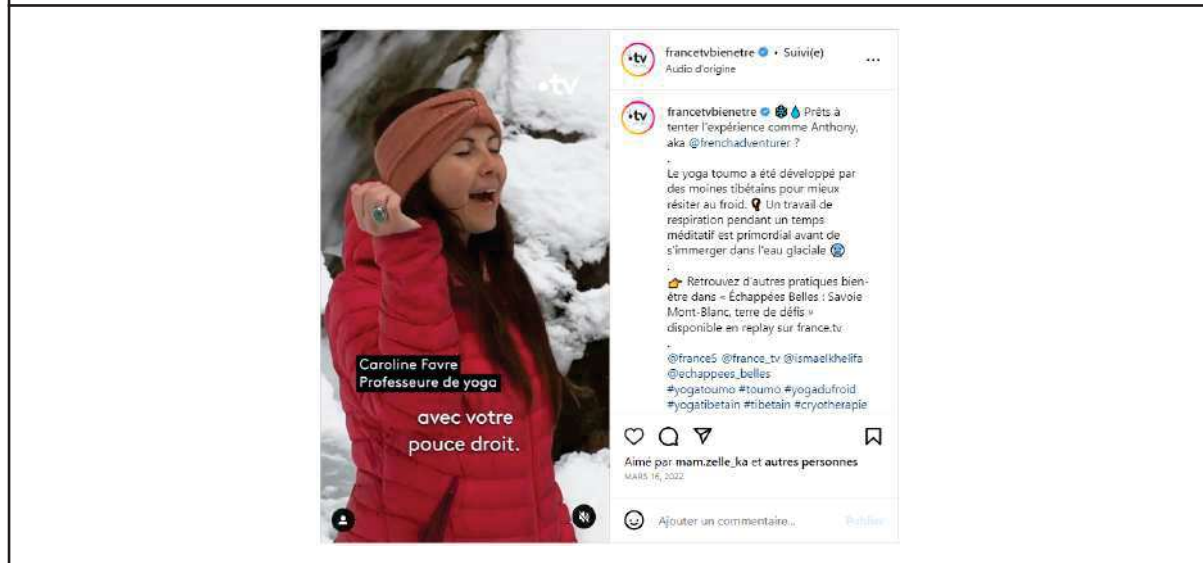 •tv
Caroline Favre
Professeure de yoga
avec votre
pouce droit.
•tv
francetvbienetre • Suivi(e)
Audio d'origine
...
•tv
francetvbienetre Prêts à
tenter l'expérience comme Anthony,
aka @frenchadventurer ?
.
Le yoga toumo a été développé par
des moines tibétains pour mieux
résiter au froid. Un travail de
respiration pendant un temps
méditatif est primordial avant de
s'immerger dans l'eau glaciale
.
Retrouvez d'autres pratiques bien-
être dans « Échappées Belles : Savoie
Mont-Blanc, terre de défis »
disponible en replay sur france.tv
.
@france5 @france_tv @ismaelkhelifa
@echappees_belles
#yogatoumo #toumo #yogadufroid
#yogatibetain #tibetain #cryotherapie
Aimé par mam.zelle_ka et autres personnes
MARS 16, 2022
Ajouter un commentaire...
Publier